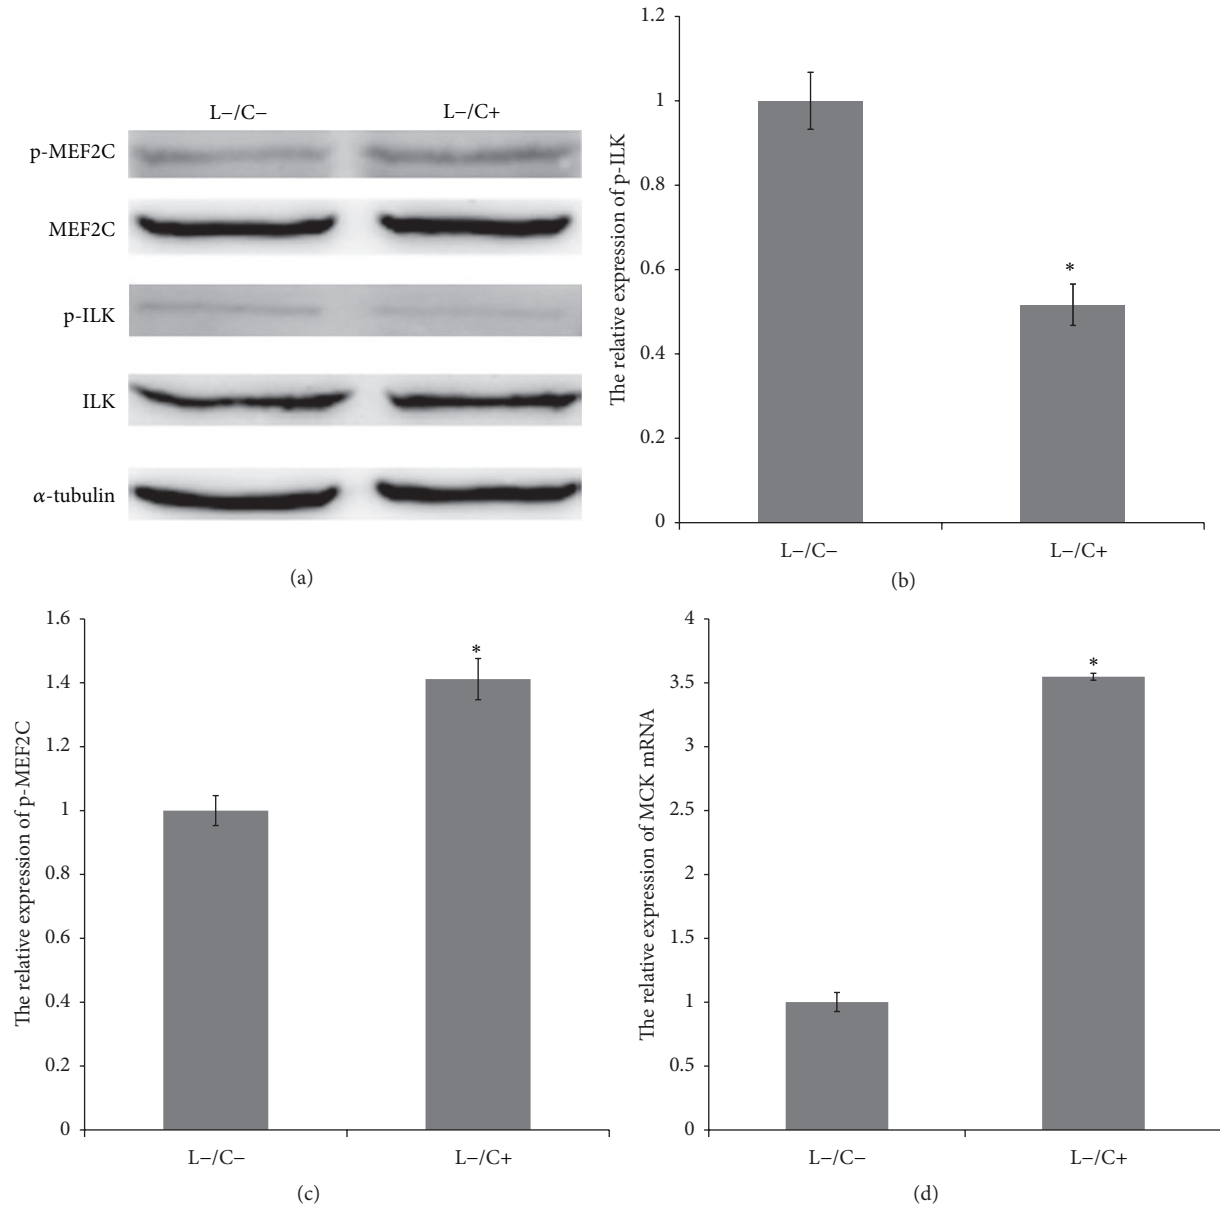 L−/C− L−/C+
p-MEF2C
MEF2C
p-ILK
ILK
α-tubulin
(a)
The relative expression of p-ILK
1.2
1
0.8
0.6
0.4
0.2
0
*
L−/C− L−/C+
(b)
The relative expression of p-MEF2C
1.6
1.4
1.2
1
0.8
0.6
0.4
0.2
0
*
L−/C− L−/C+
(c)
The relative expression of MCK mRNA
4
3.5
3
2.5
2
1.5
1
0.5
0
*
L−/C− L−/C+
(d)